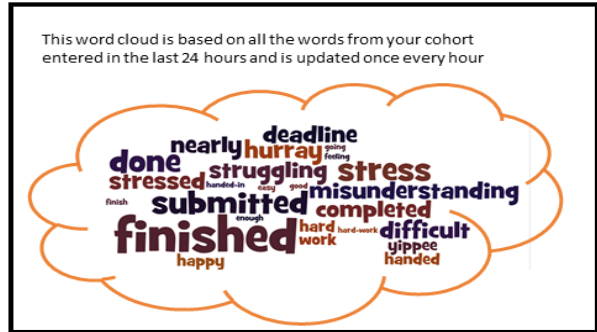 This word cloud is based on all the words from your cohort
entered in the last 24 hours and is updated once every hour
deadline
nearly hurray going
feeling
done
struggling stress
stressed handed-in easy good misunderstanding
finish
submitted completed
enough
finished hard hard-work difficult
work
yippee
happy handed